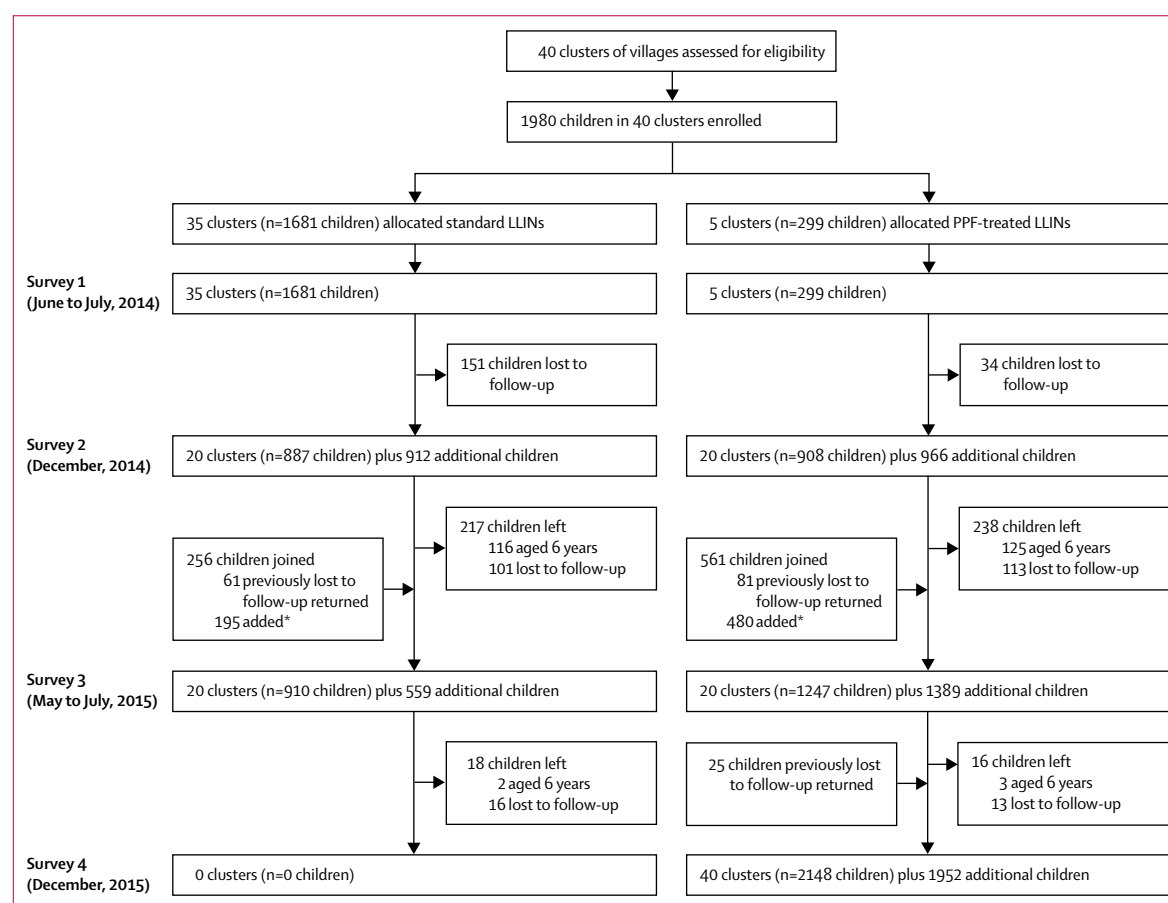 40 clusters of villages assessed for eligibility
1980 children in 40 clusters enrolled
35 clusters (n=1681 children) allocated standard LLINs
5 clusters (n=299 children) allocated PPF-treated LLINs
Survey 1
(June to July, 2014)
35 clusters (n=1681 children)
5 clusters (n=299 children)
151 children lost to
follow-up
34 children lost to
follow-up
Survey 2
(December, 2014)
20 clusters (n=887 children) plus 912 additional children
20 clusters (n=908 children) plus 966 additional children
217 children left
116 aged 6 years
101 lost to follow-up
256 children joined
61 previously lost to
follow-up returned
195 added*
238 children left
125 aged 6 years
113 lost to follow-up
561 children joined
81 previously lost to
follow-up returned
480 added*
Survey 3
(May to July, 2015)
20 clusters (n=910 children) plus 559 additional children
20 clusters (n=1247 children) plus 1389 additional children
18 children left
2 aged 6 years
16 lost to follow-up
25 children previously lost
to follow-up returned
16 children left
3 aged 6 years
13 lost to follow-up
Survey 4
(December, 2015)
0 clusters (n=0 children)
40 clusters (n=2148 children) plus 1952 additional children